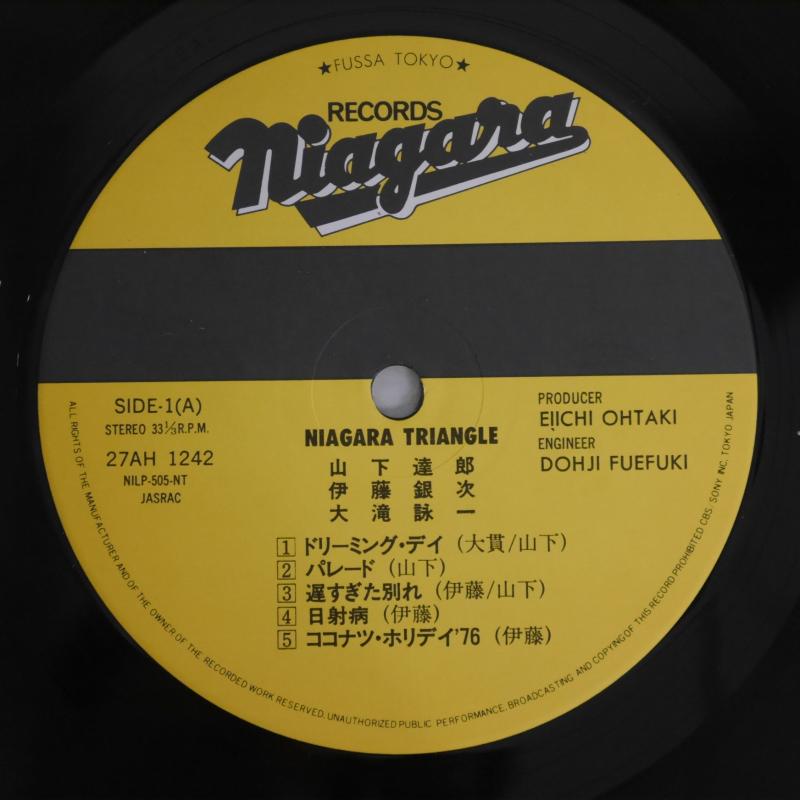 ★FUSSA TOKYO★
RECORDS
Niagara
SIDE-1(A)
STEREO 33⅓R.P.M.
27AH 1242
NILP-505-NT
JASRAC
PRODUCER
EIICHI OHTAKI
ENGINEER
DOHJI FUEFUKI
NIAGARA TRIANGLE
山下達郎
伊藤銀次
大滝詠一
1 ドリーミング・デイ (大貫/山下)
2 パレード (山下)
3 遅すぎた別れ (伊藤/山下)
4 日射病 (伊藤)
5 ココナツ・ホリデイ'76 (伊藤)
ALL RIGHTS OF THE MANUFACTURER AND OF THE OWNER OF THE RECORDED WORK RESERVED. UNAUTHORIZED PUBLIC PERFORMANCE, BROADCASTING AND COPYING OF THIS RECORD PROHIBITED CBS. SONY INC. TOKYO JAPAN